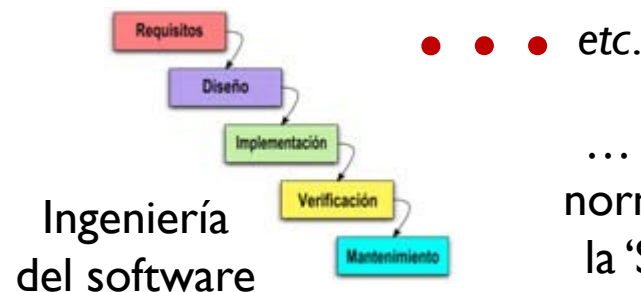 Requisitos
Diseño
Implementación
Verificación
Mantenimiento
Ingeniería
del software
• • • etc.
…
norm
la ‘S